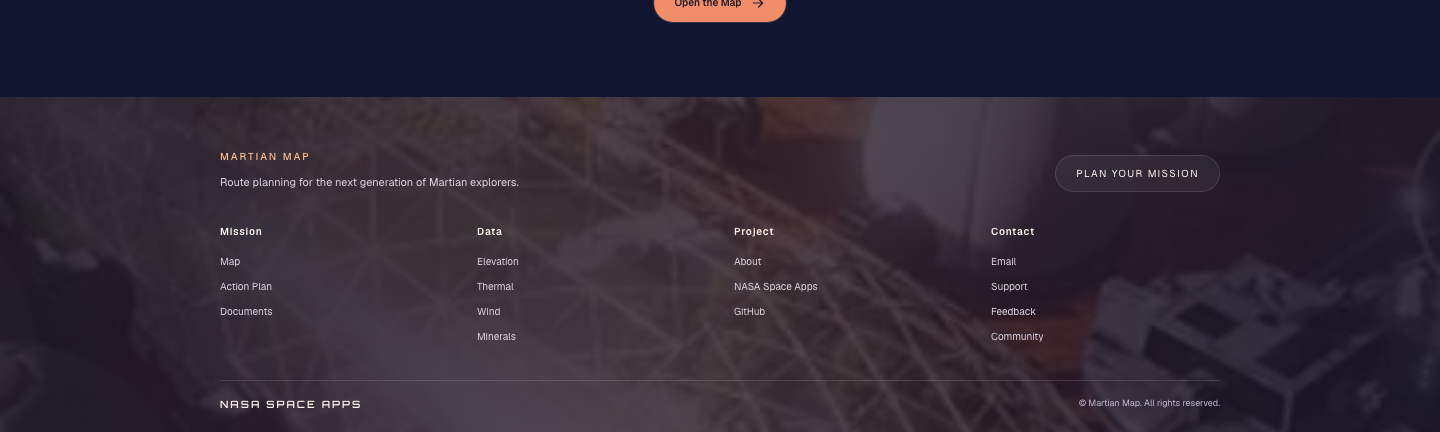 Open the Map
MARTIAN MAP
Route planning for the next generation of Martian explorers.
PLAN YOUR MISSION
Mission
Map
Action Plan
Documents
Data
Elevation
Thermal
Wind
Minerals
Project
About
NASA Space Apps
GitHub
Contact
Email
Support
Feedback
Community
NASA SPACE APPS
© Martian Map. All rights reserved.